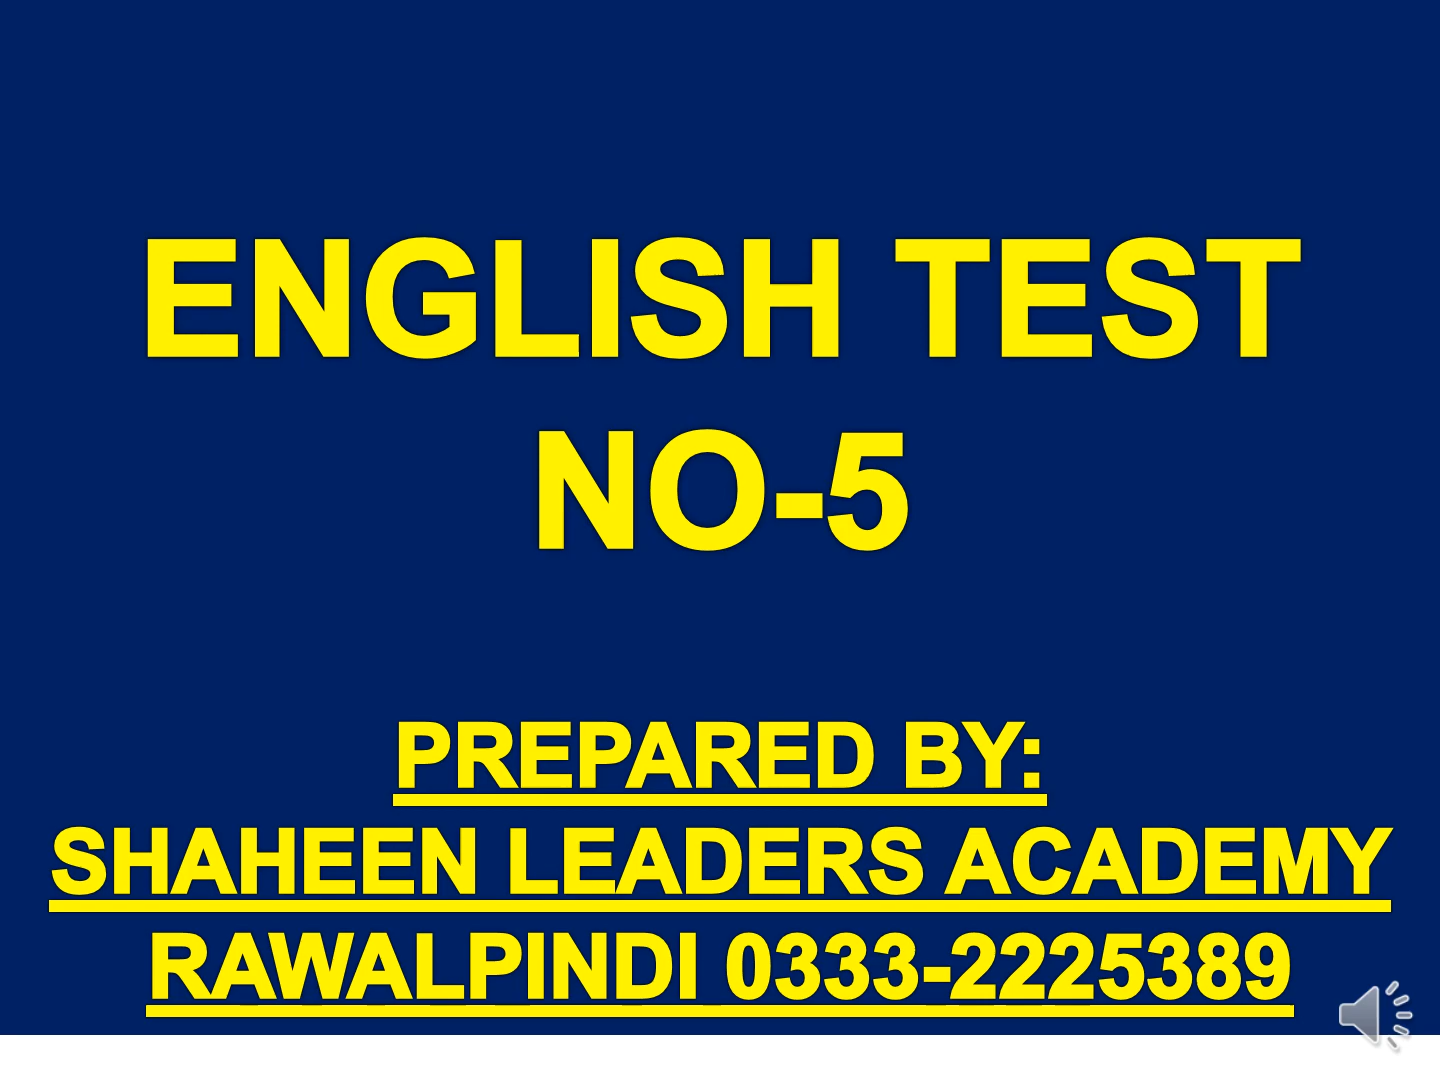 ENGLISH TEST
NO-5
PREPARED BY:
SHAHEEN LEADERS ACADEMY
RAWALPINDI 0333-2225389